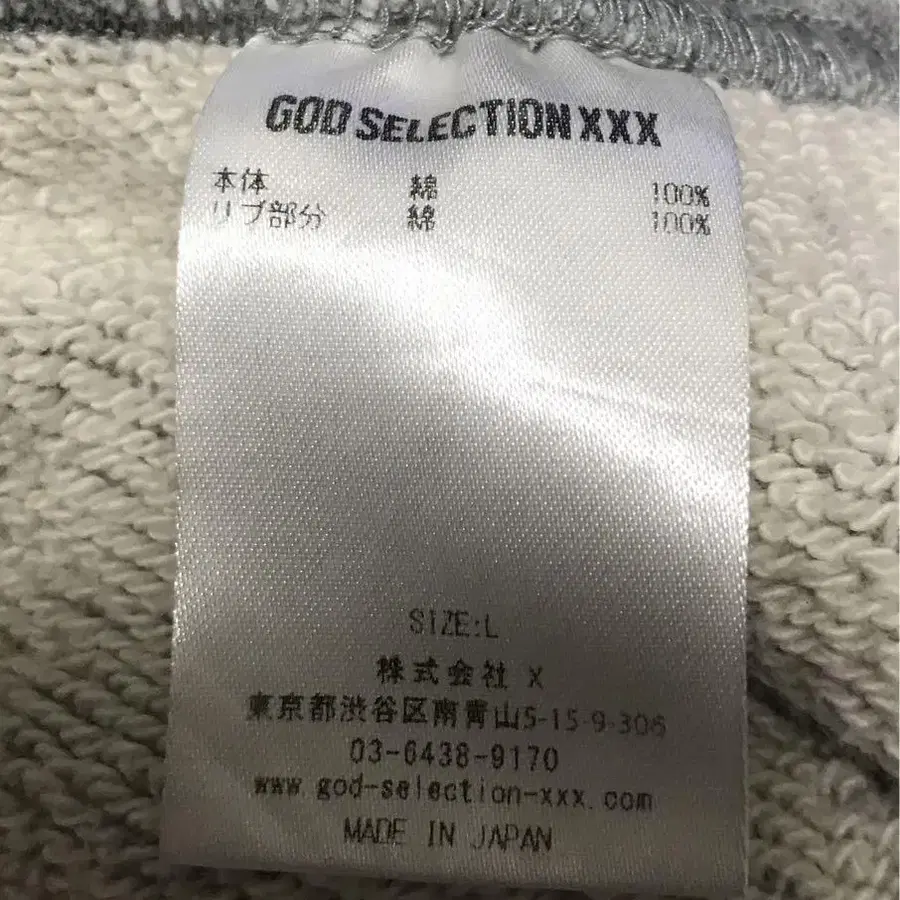 GOD SELECTION XXX
本体 綿 100%
リブ部分 綿 100%
SIZE:L
株式会社 X
東京都渋谷区南青山5-15-9-306
03-6438-9170
www.god-selection-xxx.com
MADE IN JAPAN